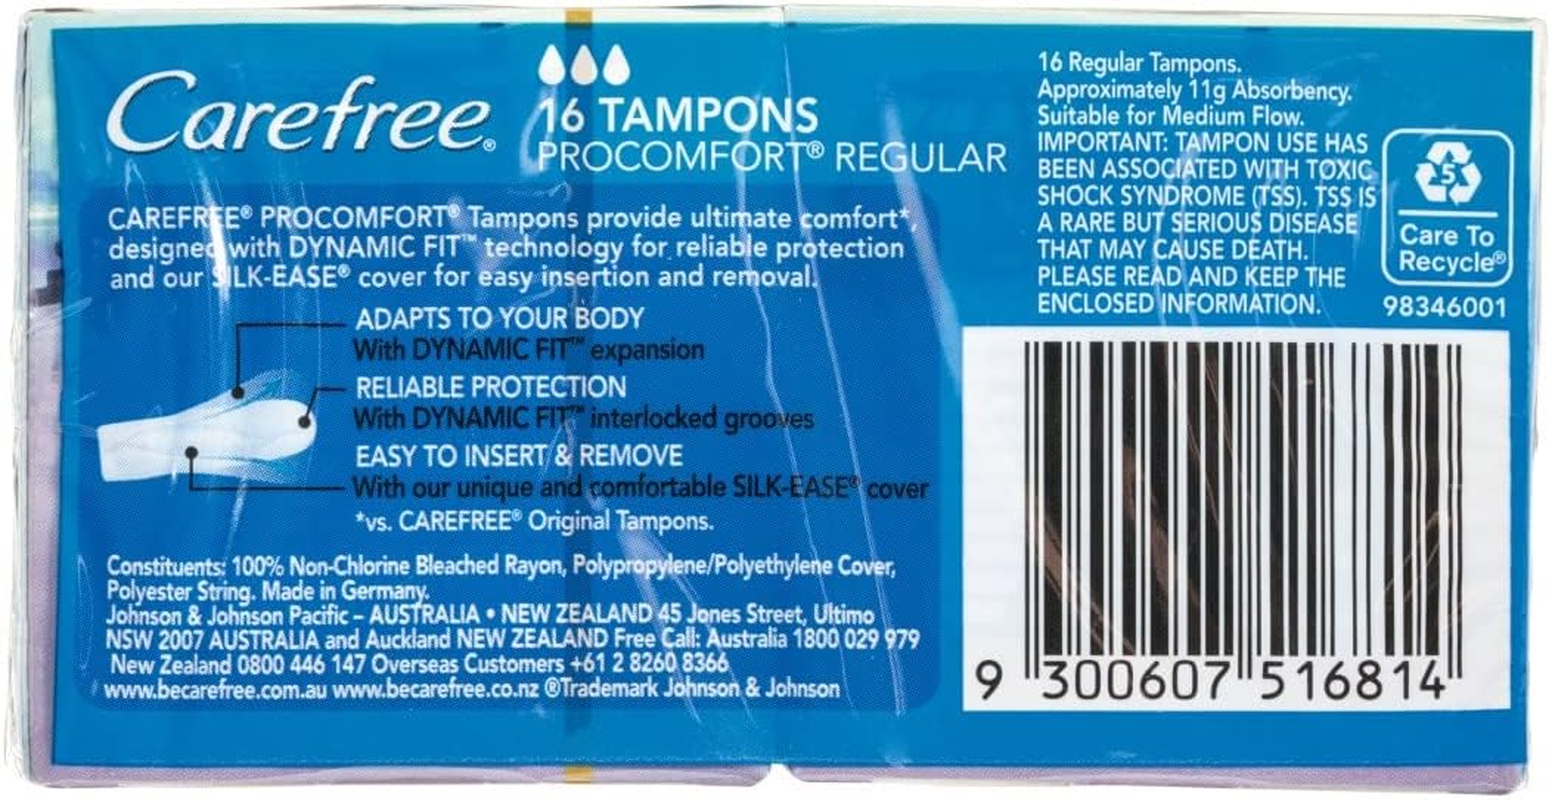 Carefree®
16 TAMPONS
PROCOMFORT® REGULAR
CAREFREE® PROCOMFORT® Tampons provide ultimate comfort*
designed with DYNAMIC FIT™ technology for reliable protection
and our SILK-EASE® cover for easy insertion and removal.
ADAPTS TO YOUR BODY
With DYNAMIC FIT™ expansion
RELIABLE PROTECTION
With DYNAMIC FIT™ interlocked grooves
EASY TO INSERT & REMOVE
With our unique and comfortable SILK-EASE® cover
*vs. CAREFREE® Original Tampons.
Constituents: 100% Non-Chlorine Bleached Rayon, Polypropylene/Polyethylene Cover,
Polyester String. Made in Germany.
Johnson & Johnson Pacific – AUSTRALIA • NEW ZEALAND 45 Jones Street, Ultimo
NSW 2007 AUSTRALIA and Auckland NEW ZEALAND Free Call: Australia 1800 029 979
New Zealand 0800 446 147 Overseas Customers +61 2 8260 8366
www.becarefree.com.au www.becarefree.co.nz ®Trademark Johnson & Johnson
16 Regular Tampons.
Approximately 11g Absorbency.
Suitable for Medium Flow.
IMPORTANT: TAMPON USE HAS
BEEN ASSOCIATED WITH TOXIC
SHOCK SYNDROME (TSS). TSS IS
A RARE BUT SERIOUS DISEASE
THAT MAY CAUSE DEATH.
PLEASE READ AND KEEP THE
ENCLOSED INFORMATION.
5
Care To
Recycle®
98346001
9 300607 516814